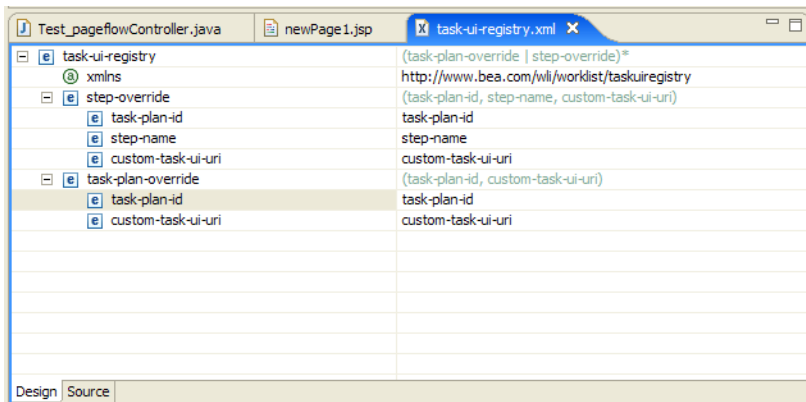 Test_pageflowController.java newPage1.jsp task-ui-registry.xml
task-ui-registry (task-plan-override | step-override)*
xmlns http://www.bea.com/wli/worklist/taskuiregistry
step-override (task-plan-id, step-name, custom-task-ui-uri)
task-plan-id task-plan-id
step-name step-name
custom-task-ui-uri custom-task-ui-uri
task-plan-override (task-plan-id, custom-task-ui-uri)
task-plan-id task-plan-id
custom-task-ui-uri custom-task-ui-uri
Design Source